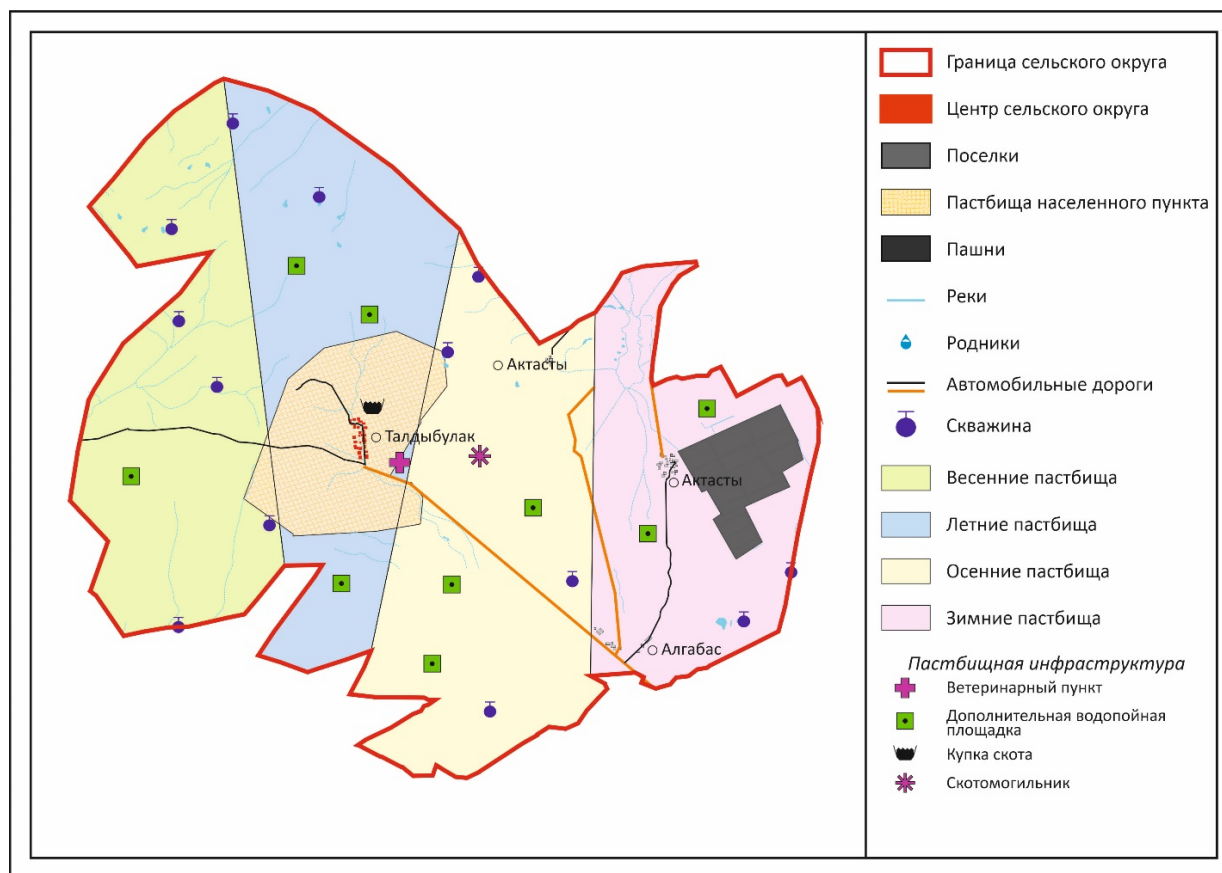 Актасты
Талдыбулак
Актасты
Алгабас
Граница сельского округа
Центр сельского округа
Поселки
Пастбища населенного пункта
Пашни
Реки
Родники
Автомобильные дороги
Скважина
Весенние пастбища
Летние пастбища
Осенние пастбища
Зимние пастбища
Пастбищная инфраструктура
Ветеринарный пункт
Дополнительная водопойная
площадка
Купка скота
Скотомогильник